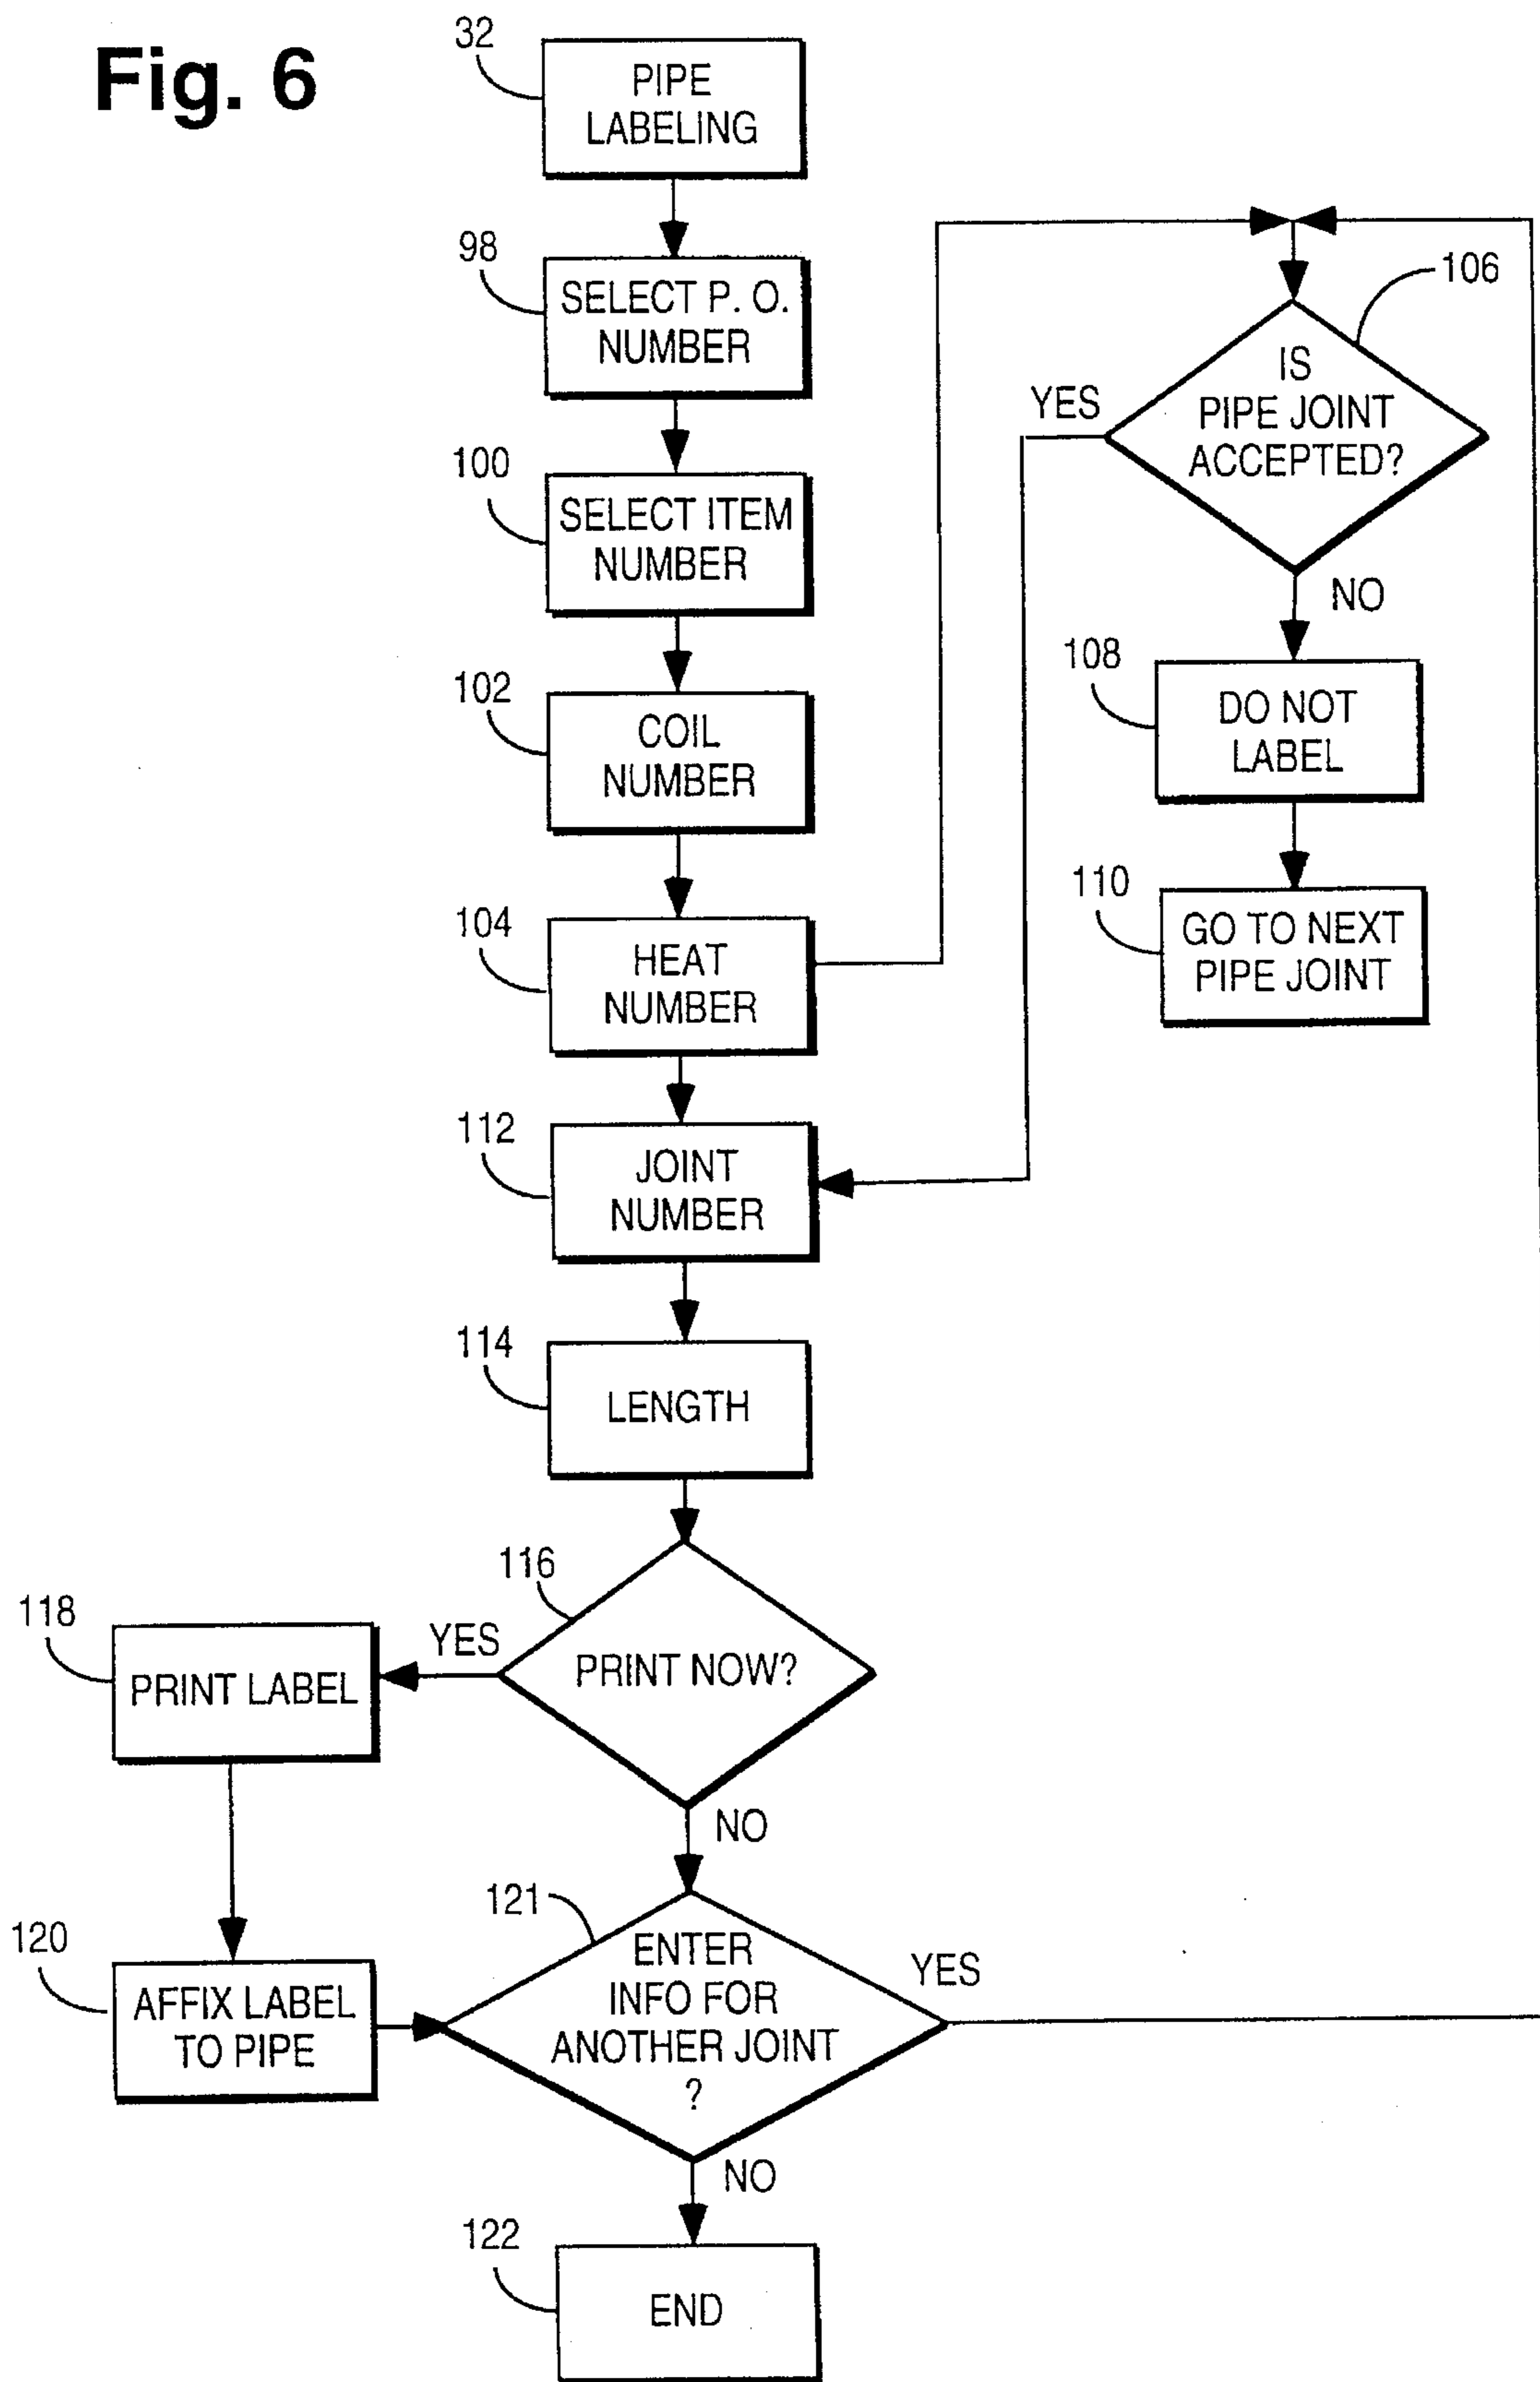 Fig. 6
32
PIPE
LABELING
98
SELECT P. O.
NUMBER
100
SELECT ITEM
NUMBER
102
COIL
NUMBER
104
HEAT
NUMBER
106
IS
PIPE JOINT
ACCEPTED?
YES
NO
108
DO NOT
LABEL
110
GO TO NEXT
PIPE JOINT
112
JOINT
NUMBER
114
LENGTH
116
PRINT NOW?
YES
NO
118
PRINT LABEL
120
AFFIX LABEL
TO PIPE
121
ENTER
INFO FOR
ANOTHER JOINT
?
YES
NO
122
END